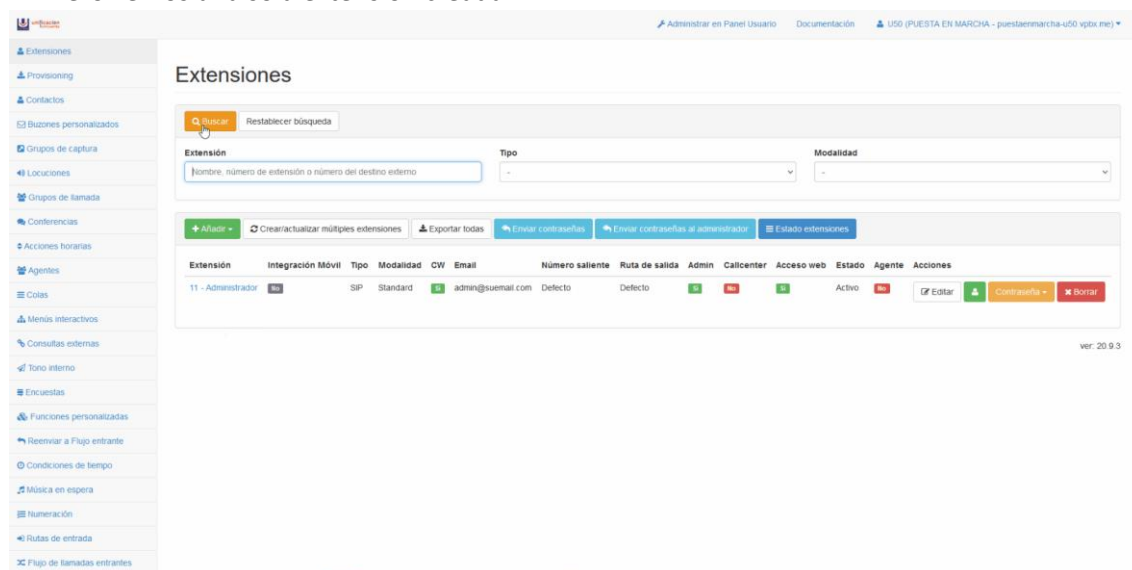 unificación
Administrar en Panel Usuario Documentación U50 (PUESTA EN MARCHA - puestaenmarcha-u50.vpbx.me)
Extensiones
Provisioning
Contactos
Buzones personalizados
Grupos de captura
Locuciones
Grupos de llamada
Conferencias
Acciones horarias
Agentes
Colas
Menús interactivos
Consultas externas
Tono interno
Encuestas
Funciones personalizadas
Reenviar a Flujo entrante
Condiciones de tiempo
Música en espera
Numeración
Rutas de entrada
Flujo de llamadas entrantes
Extensiones
Buscar Restablecer búsqueda
Extensión Tipo Modalidad
Nombre, número de extensión o número del destino externo - -
+ Añadir Crear/actualizar múltiples extensiones Exportar todas Enviar contraseñas Enviar contraseñas al administrador Estado extensiones
Extensión Integración Móvil Tipo Modalidad CW Email Número saliente Ruta de salida Admin Callcenter Acceso web Estado Agente Acciones
11 - Administrador No SIP Standard Sí admin@suemail.com Defecto Defecto Sí No Sí Activo No Editar Contraseña Borrar
ver: 20.9.3